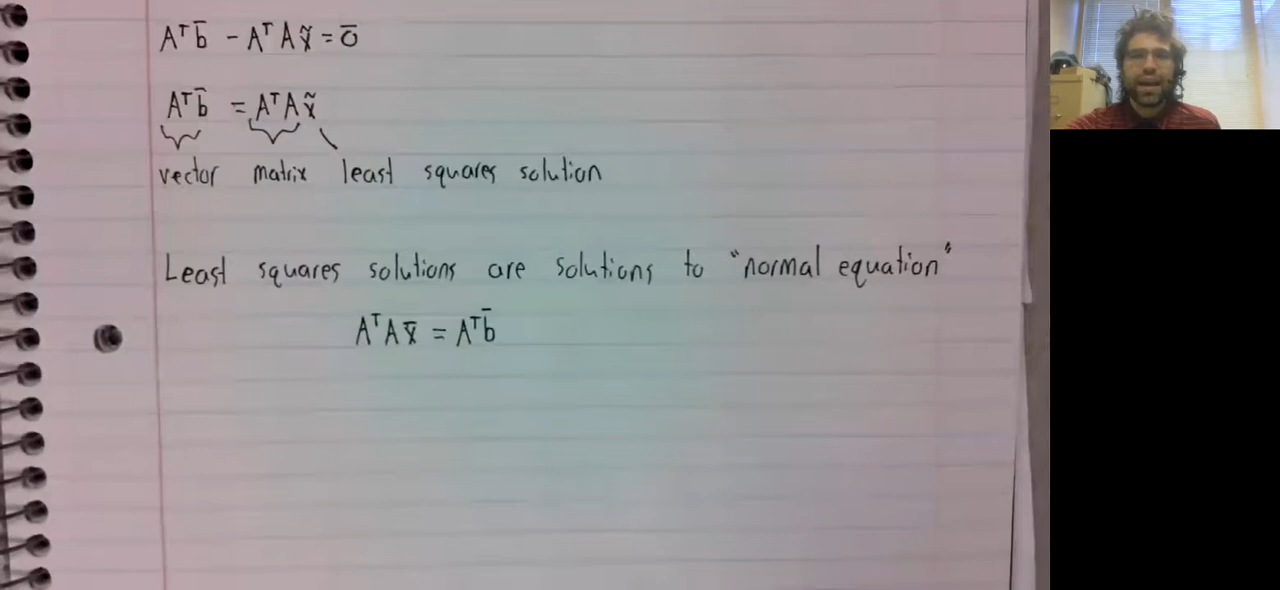 Aᵀb̄ - AᵀAx̃ = 0̄
Aᵀb̄ = AᵀAx̃
vector matrix least squares solution
Least squares solutions are solutions to "normal equation"
AᵀAx̄ = Aᵀb̄